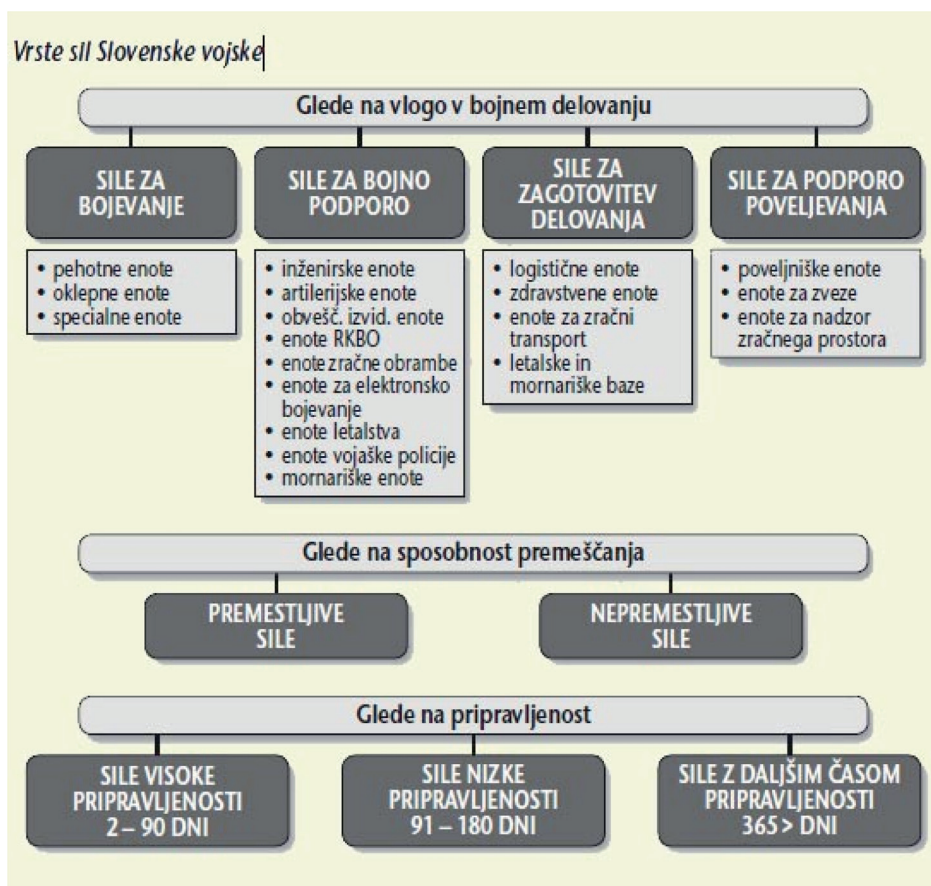 Vrste sil Slovenske vojske
Glede na vlogo v bojnem delovanju
SILE ZA
BOJEVANJE
• pehotne enote
• oklepne enote
• specialne enote
SILE ZA BOJNO
PODPORO
• inženirske enote
• artilerijske enote
• obvešč. izvid. enote
• enote RKBO
• enote zračne obrambe
• enote za elektronsko
bojevanje
• enote letalstva
• enote vojaške policije
• mornariške enote
SILE ZA
ZAGOTOVITEV
DELOVANJA
• logistične enote
• zdravstvene enote
• enote za zračni
transport
• letalske in
mornariške baze
SILE ZA PODPORO
POVELJEVANJA
• poveljniške enote
• enote za zveze
• enote za nadzor
zračnega prostora
Glede na sposobnost premeščanja
PREMESTLJIVE
SILE
NEPREMESTLJIVE
SILE
Glede na pripravljenost
SILE VISOKE
PRIPRAVLJENOSTI
2 – 90 DNI
SILE NIZKE
PRIPRAVLJENOSTI
91 – 180 DNI
SILE Z DALJŠIM ČASOM
PRIPRAVLJENOSTI
365 > DNI